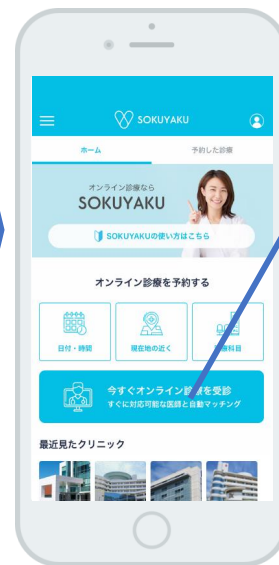 SOKUYAKU
ホーム
予約した診療
オンライン診療なら
SOKUYAKU
SOKUYAKUの使い方はこちら
オンライン診療を予約する
日付・時間
現在地の近く
科目
今すぐオンライン診療を受診
すぐに対応可能な医師と自動マッチング
最近見たクリニック